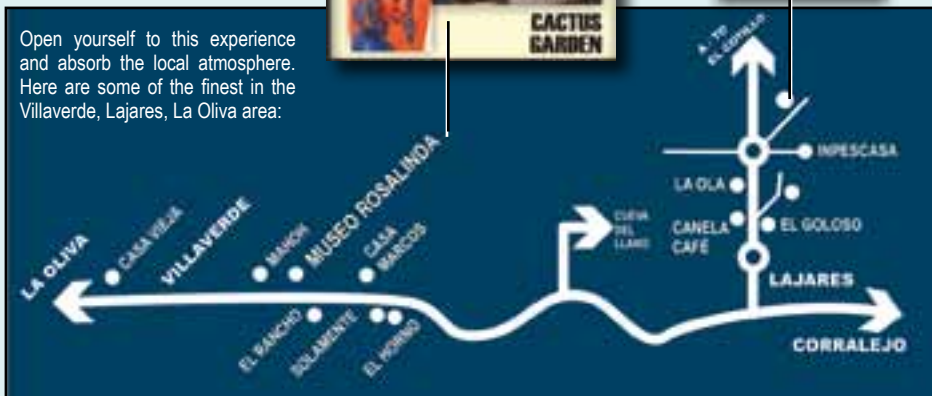 CACTUS
GARDEN
Open yourself to this experience
and absorb the local atmosphere.
Here are some of the finest in the
Villaverde, Lajares, La Oliva area:
A - TO
EL COTILLO
INPESCASA
LA OLA
CANELA
CAFÉ
EL GOLOSO
LAJARES
CORRALEJO
CUEVA
DEL
LLANO
LA OLIVA
CASA VIEJA
VILLAVERDE
MAHOH
MUSEO ROSALINDA
CASA
MARCOS
EL RANCHO
SOLAMENTE
EL HORNO